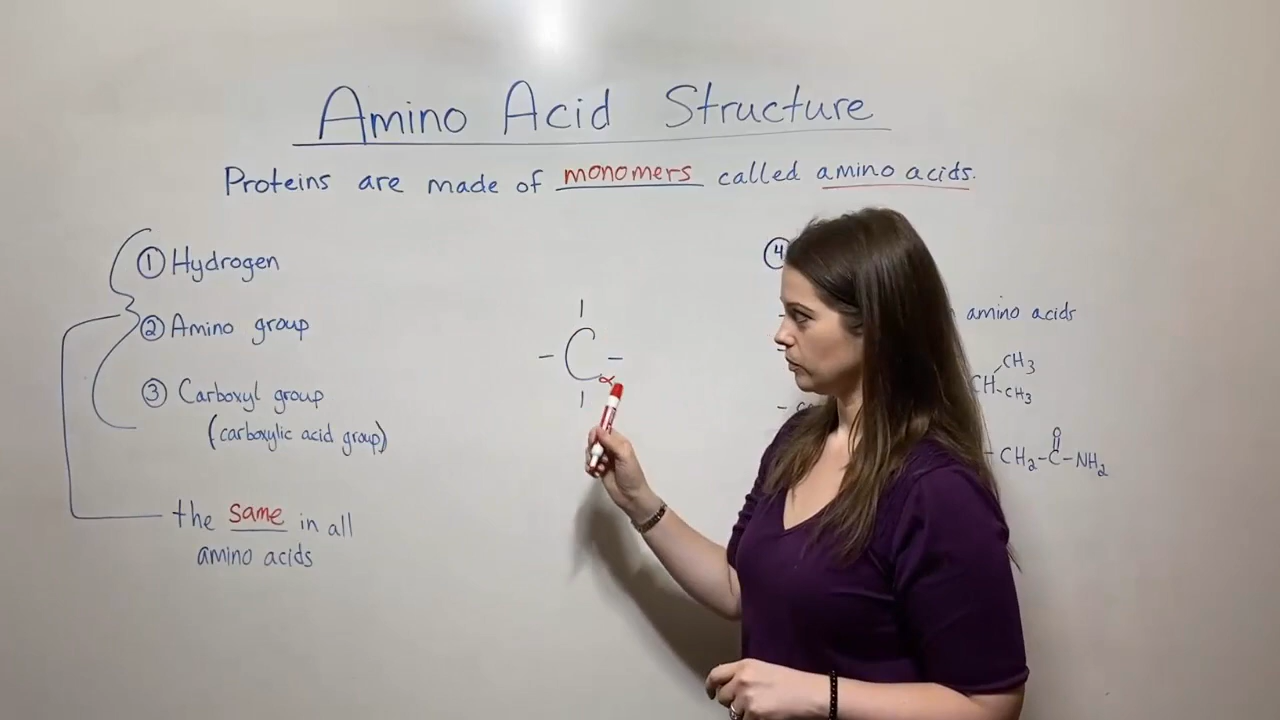 Amino Acid Structure
Proteins are made of monomers called amino acids.
① Hydrogen
② Amino group
③ Carboxyl group
(carboxylic acid group)
the same in all
amino acids
C
α
④
amino acids
CH3
CH-CH3
O
CH2-C-NH2